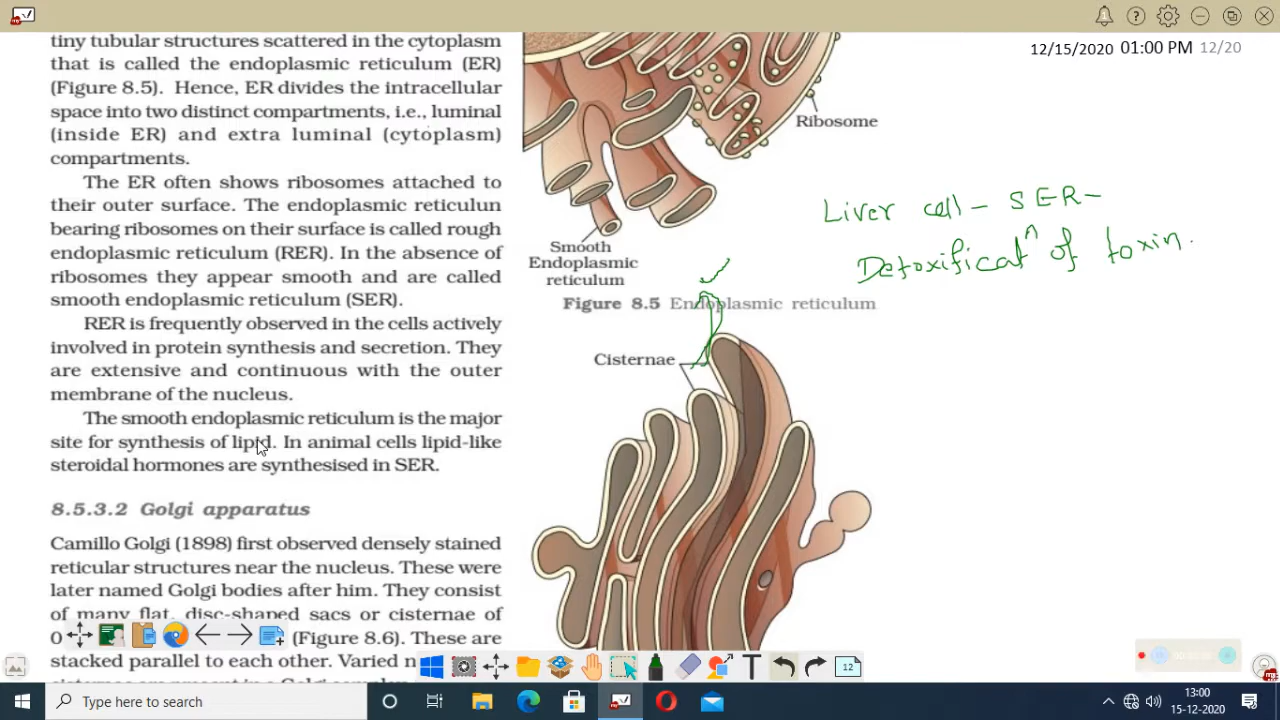 12/15/2020 01:00 PM 12/20
tiny tubular structures scattered in the cytoplasm
that is called the endoplasmic reticulum (ER)
(Figure 8.5). Hence, ER divides the intracellular
space into two distinct compartments, i.e., luminal
(inside ER) and extra luminal (cytoplasm)
compartments.
The ER often shows ribosomes attached to
their outer surface. The endoplasmic reticulun
bearing ribosomes on their surface is called rough
endoplasmic reticulum (RER). In the absence of
ribosomes they appear smooth and are called
smooth endoplasmic reticulum (SER).
RER is frequently observed in the cells actively
involved in protein synthesis and secretion. They
are extensive and continuous with the outer
membrane of the nucleus.
The smooth endoplasmic reticulum is the major
site for synthesis of lipid. In animal cells lipid-like
steroidal hormones are synthesised in SER.
8.5.3.2 Golgi apparatus
Camillo Golgi (1898) first observed densely stained
reticular structures near the nucleus. These were
later named Golgi bodies after him. They consist
of many flat, disc-shaped sacs or cisternae of
(Figure 8.6). These are
stacked parallel to each other. Varied
Ribosome
Smooth
Endoplasmic
reticulum
Figure 8.5 Endoplasmic reticulum
Cisternae
Liver cell - SER-
Detoxificat^n of toxin.
12
Type here to search
13:00
15-12-2020